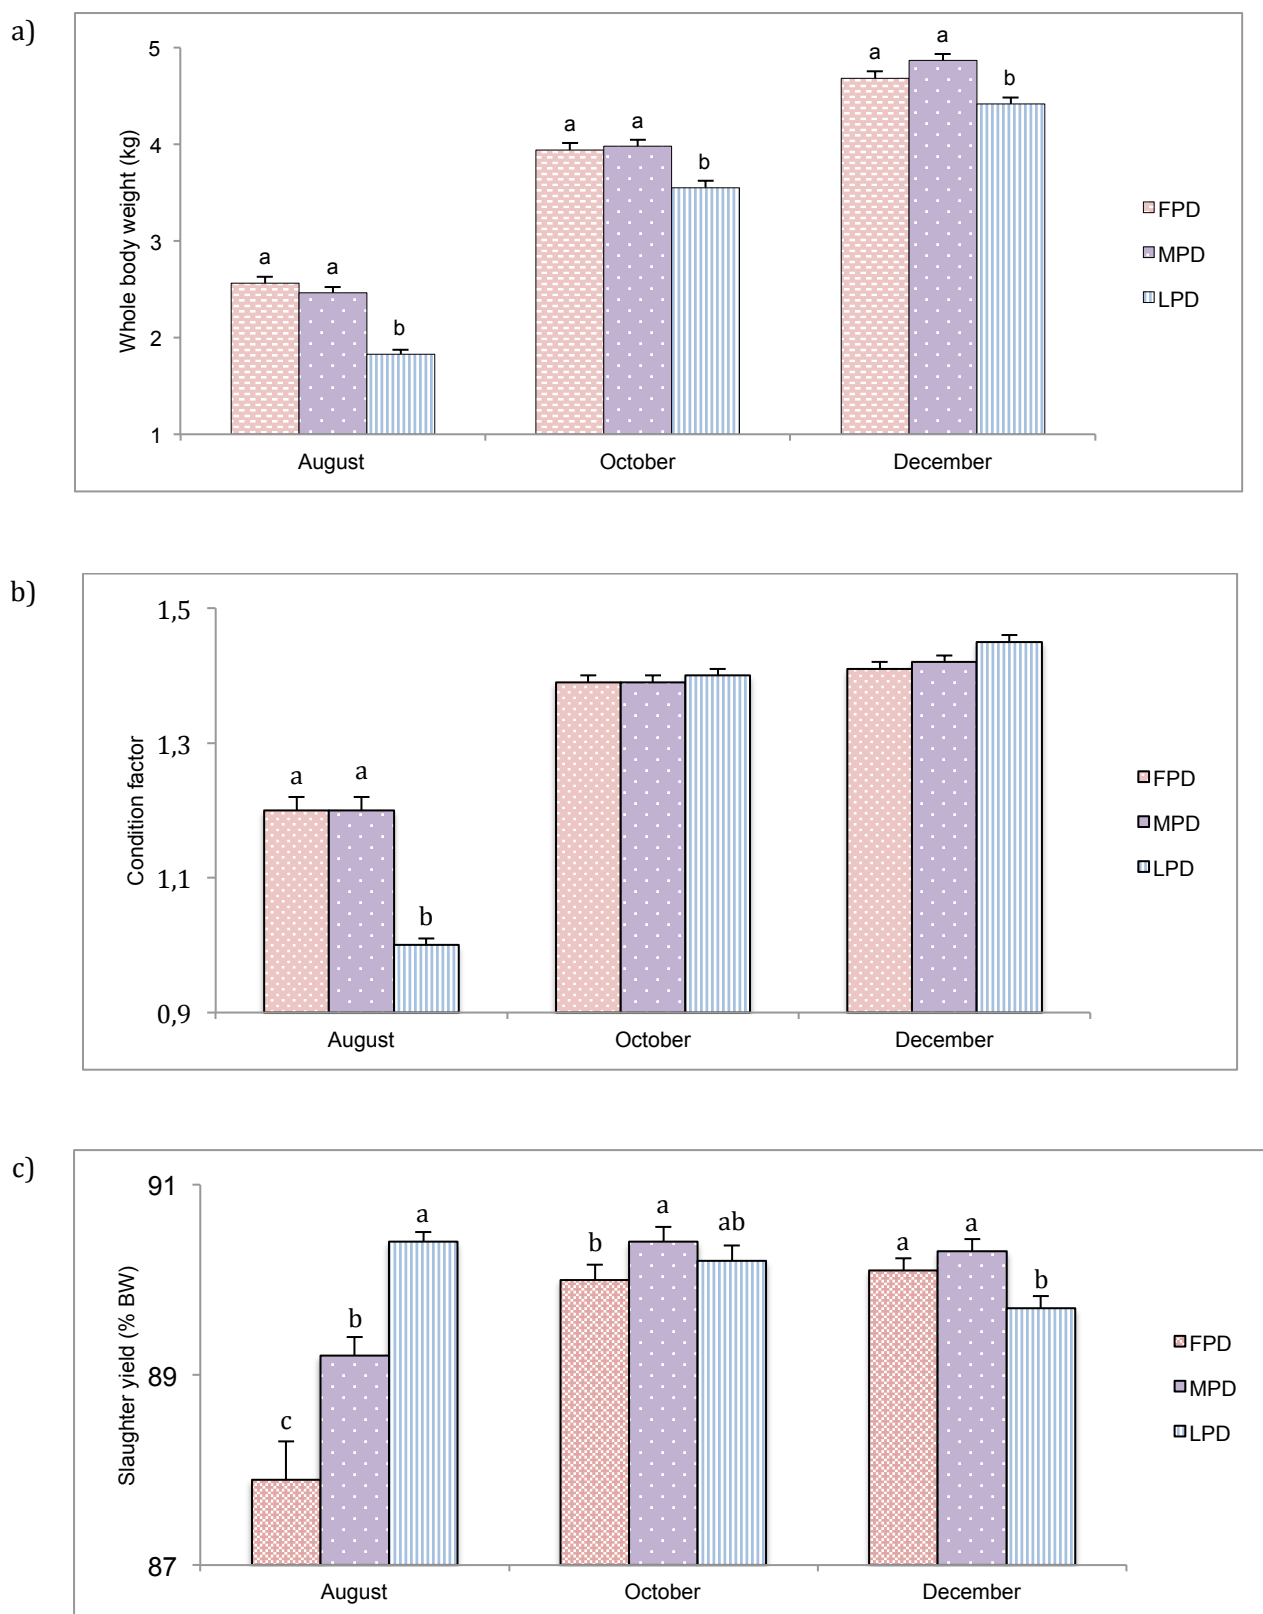 a)
5
4
3
2
1
Whole body weight (kg)
a a b
a a b
a a b
August October December
FPD
MPD
LPD
b)
1,5
1,3
1,1
0,9
Condition factor
a a b
August October December
FPD
MPD
LPD
c)
91
89
87
Slaughter yield (% BW)
c b a
b a ab
a a b
August October December
FPD
MPD
LPD